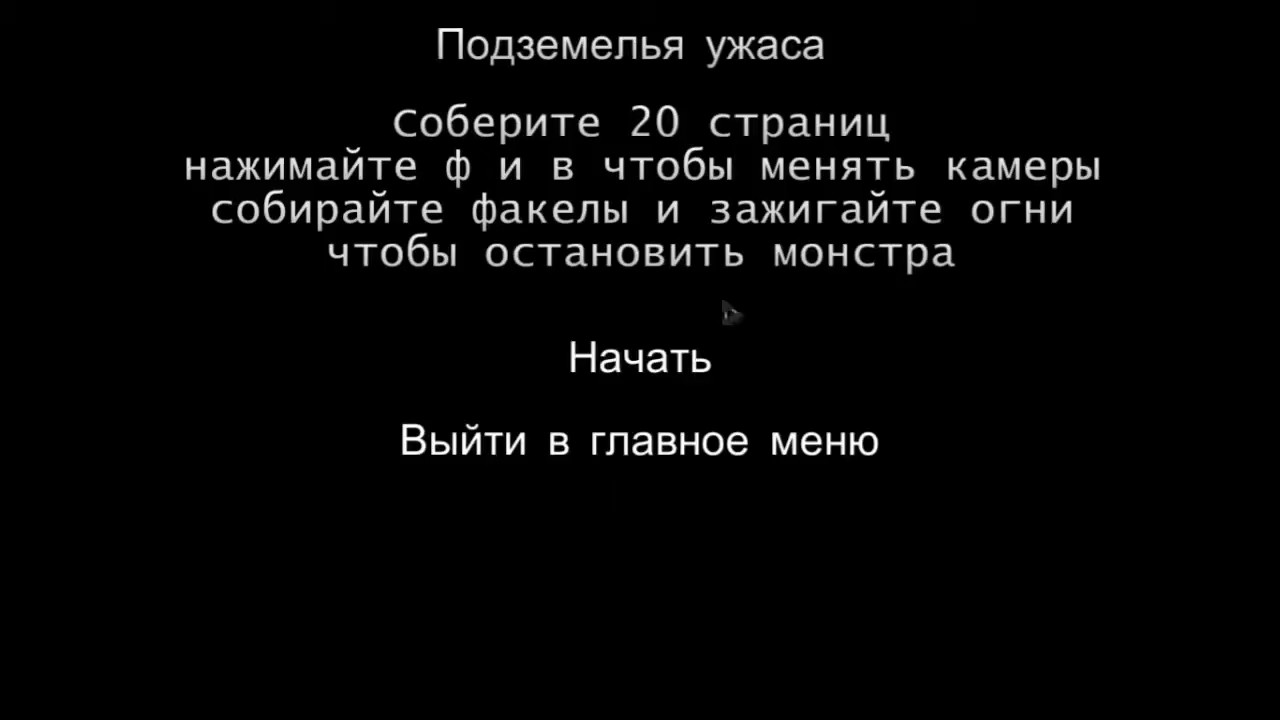 Подземелья ужаса
Соберите 20 страниц
нажимайте ф и в чтобы менять камеры
собирайте факелы и зажигайте огни
чтобы остановить монстра
Начать
Выйти в главное меню